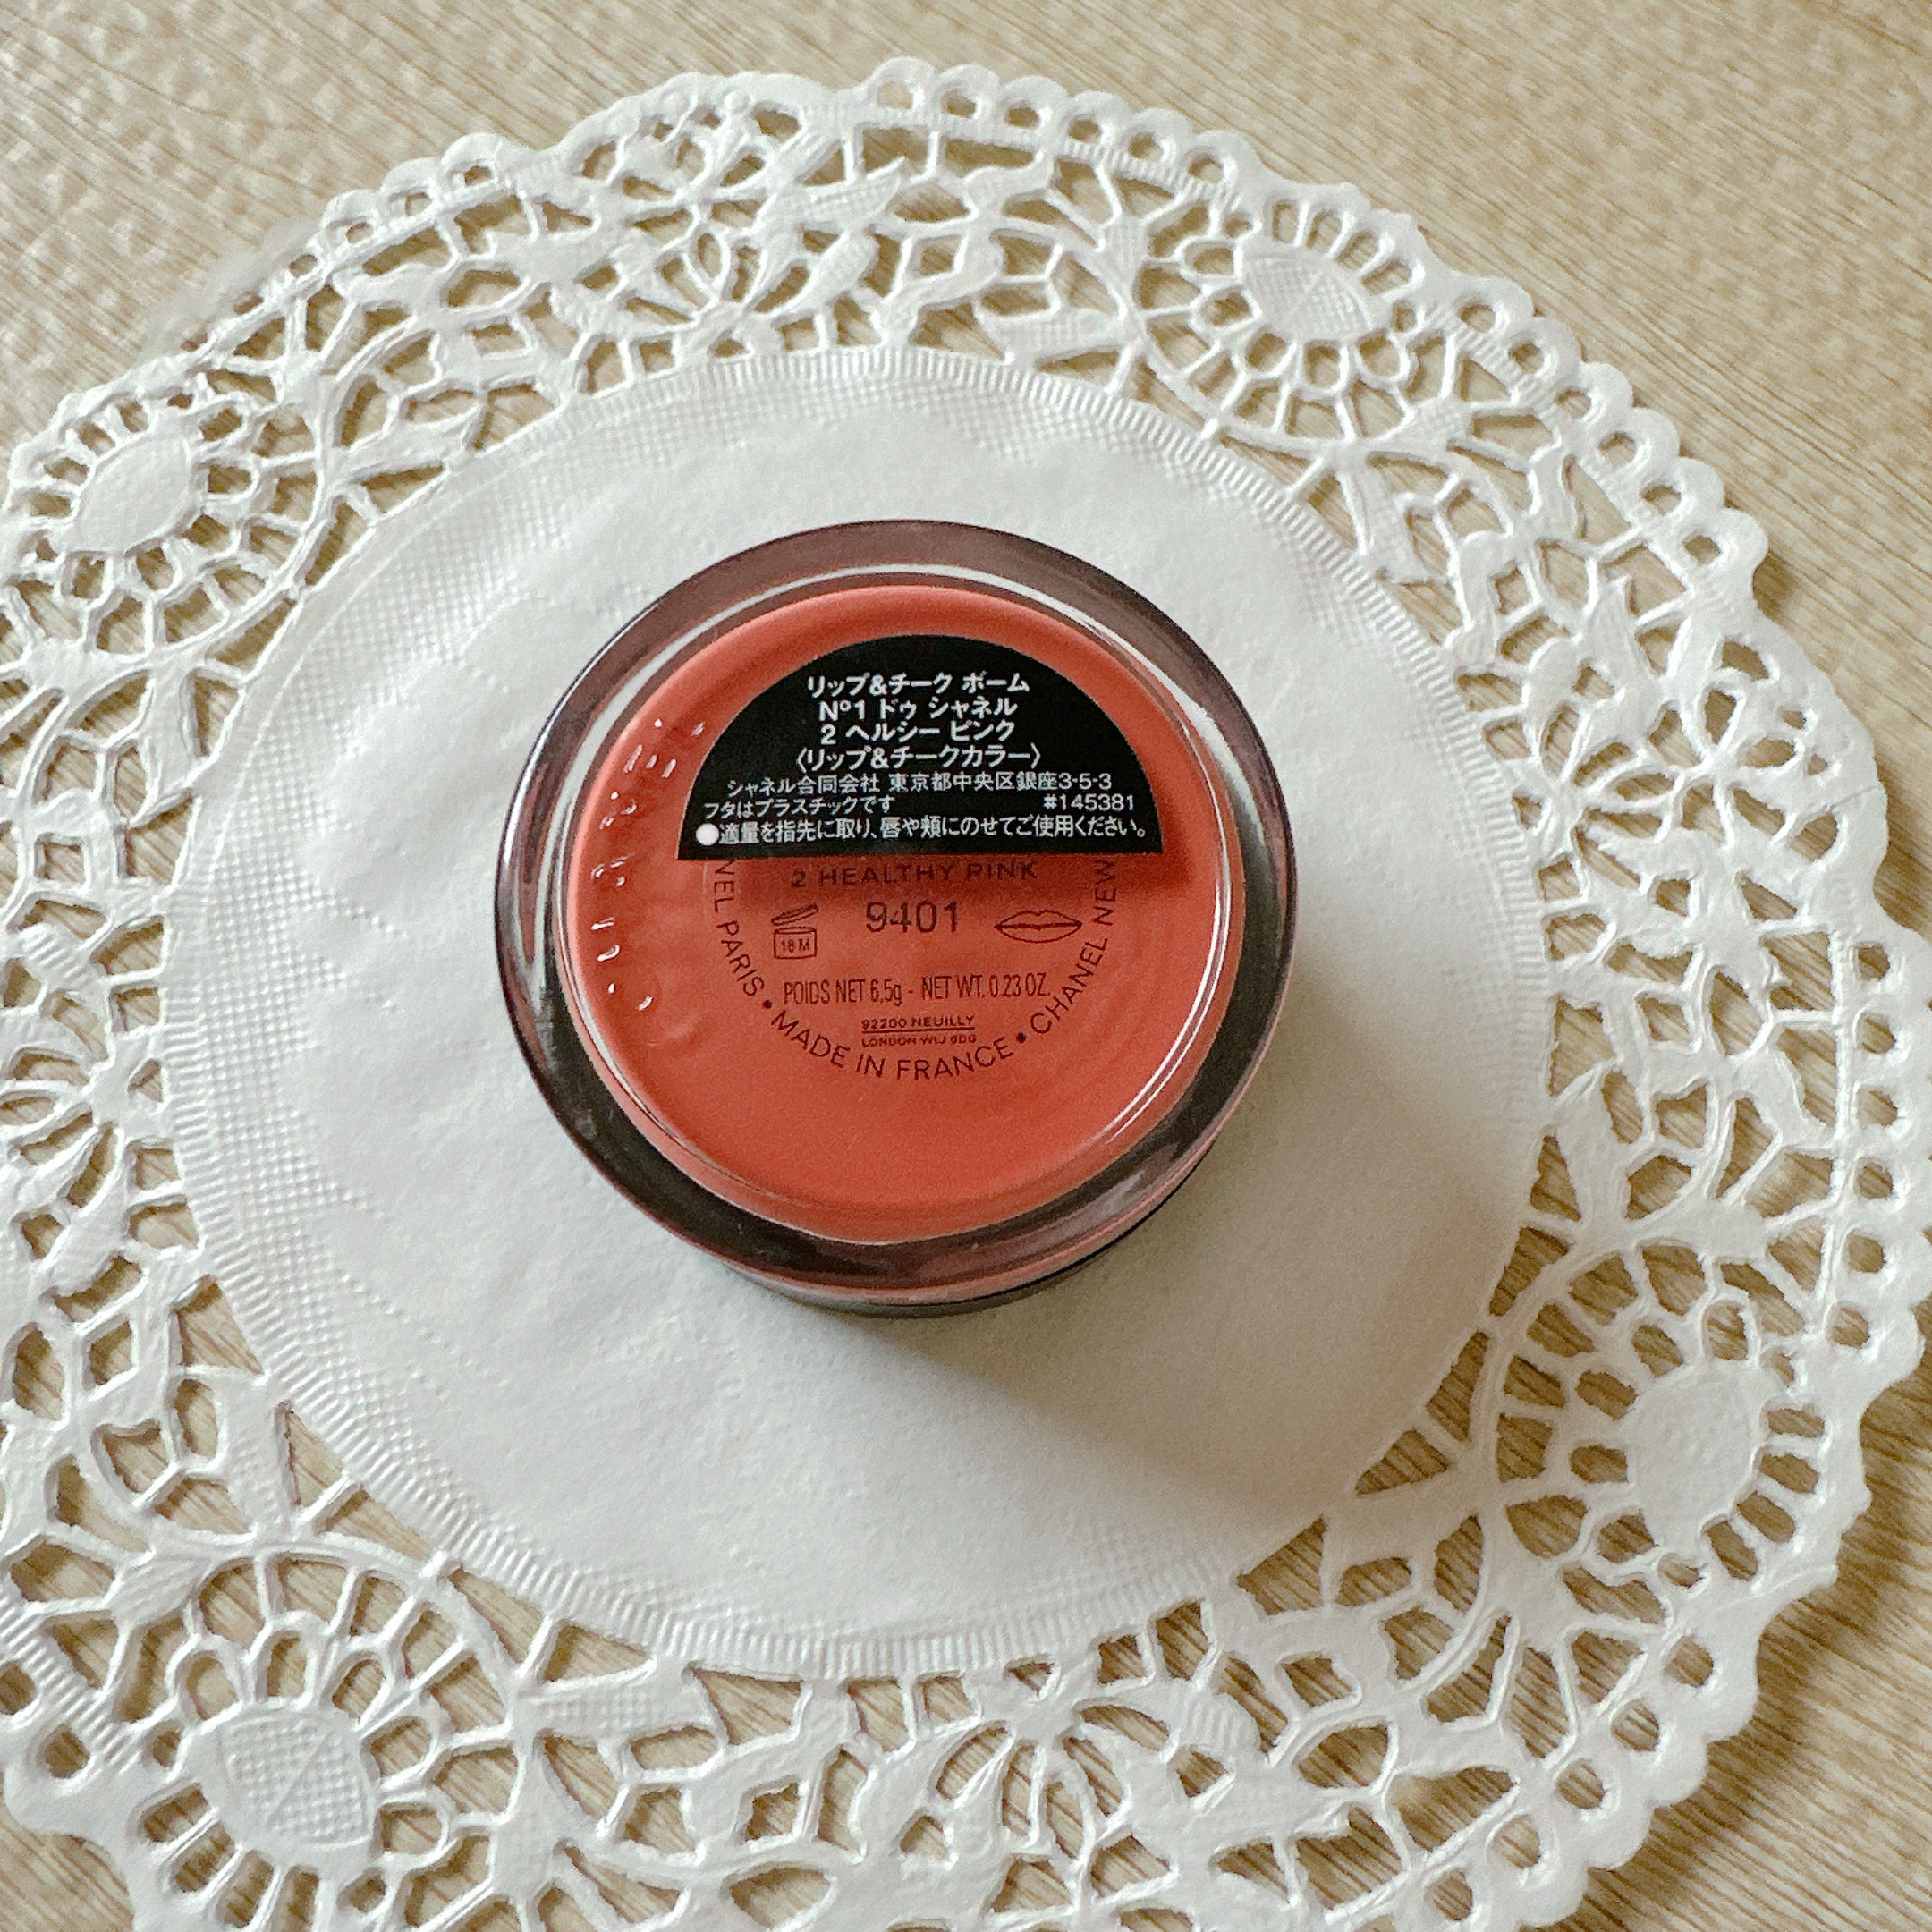 リップ&チーク ボーム
N°1 ドゥ シャネル
2 ヘルシー ピンク
〈リップ&チークカラー〉
シャネル合同会社 東京都中央区銀座3-5-3
フタはプラスチックです #145381
●適量を指先に取り、唇や頬にのせてご使用ください。
2 HEALTHY PINK
9401
18 M
POIDS NET 6,5g - NET WT. 0.23 OZ.
92200 NEUILLY
LONDON W1J 9DG
PARIS • MADE IN FRANCE • CHANEL NEW